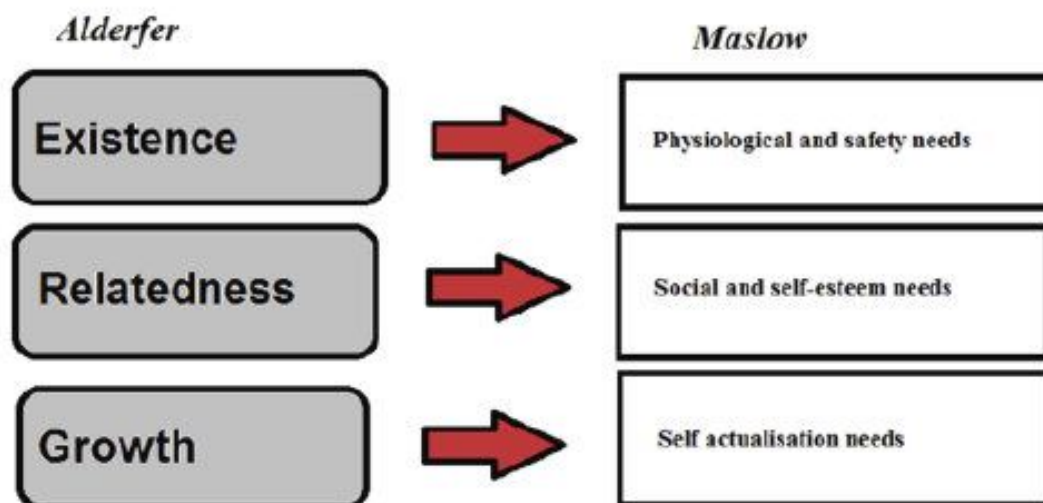 Alderfer
Maslow
Existence
Physiological and safety needs
Relatedness
Social and self-esteem needs
Growth
Self actualisation needs